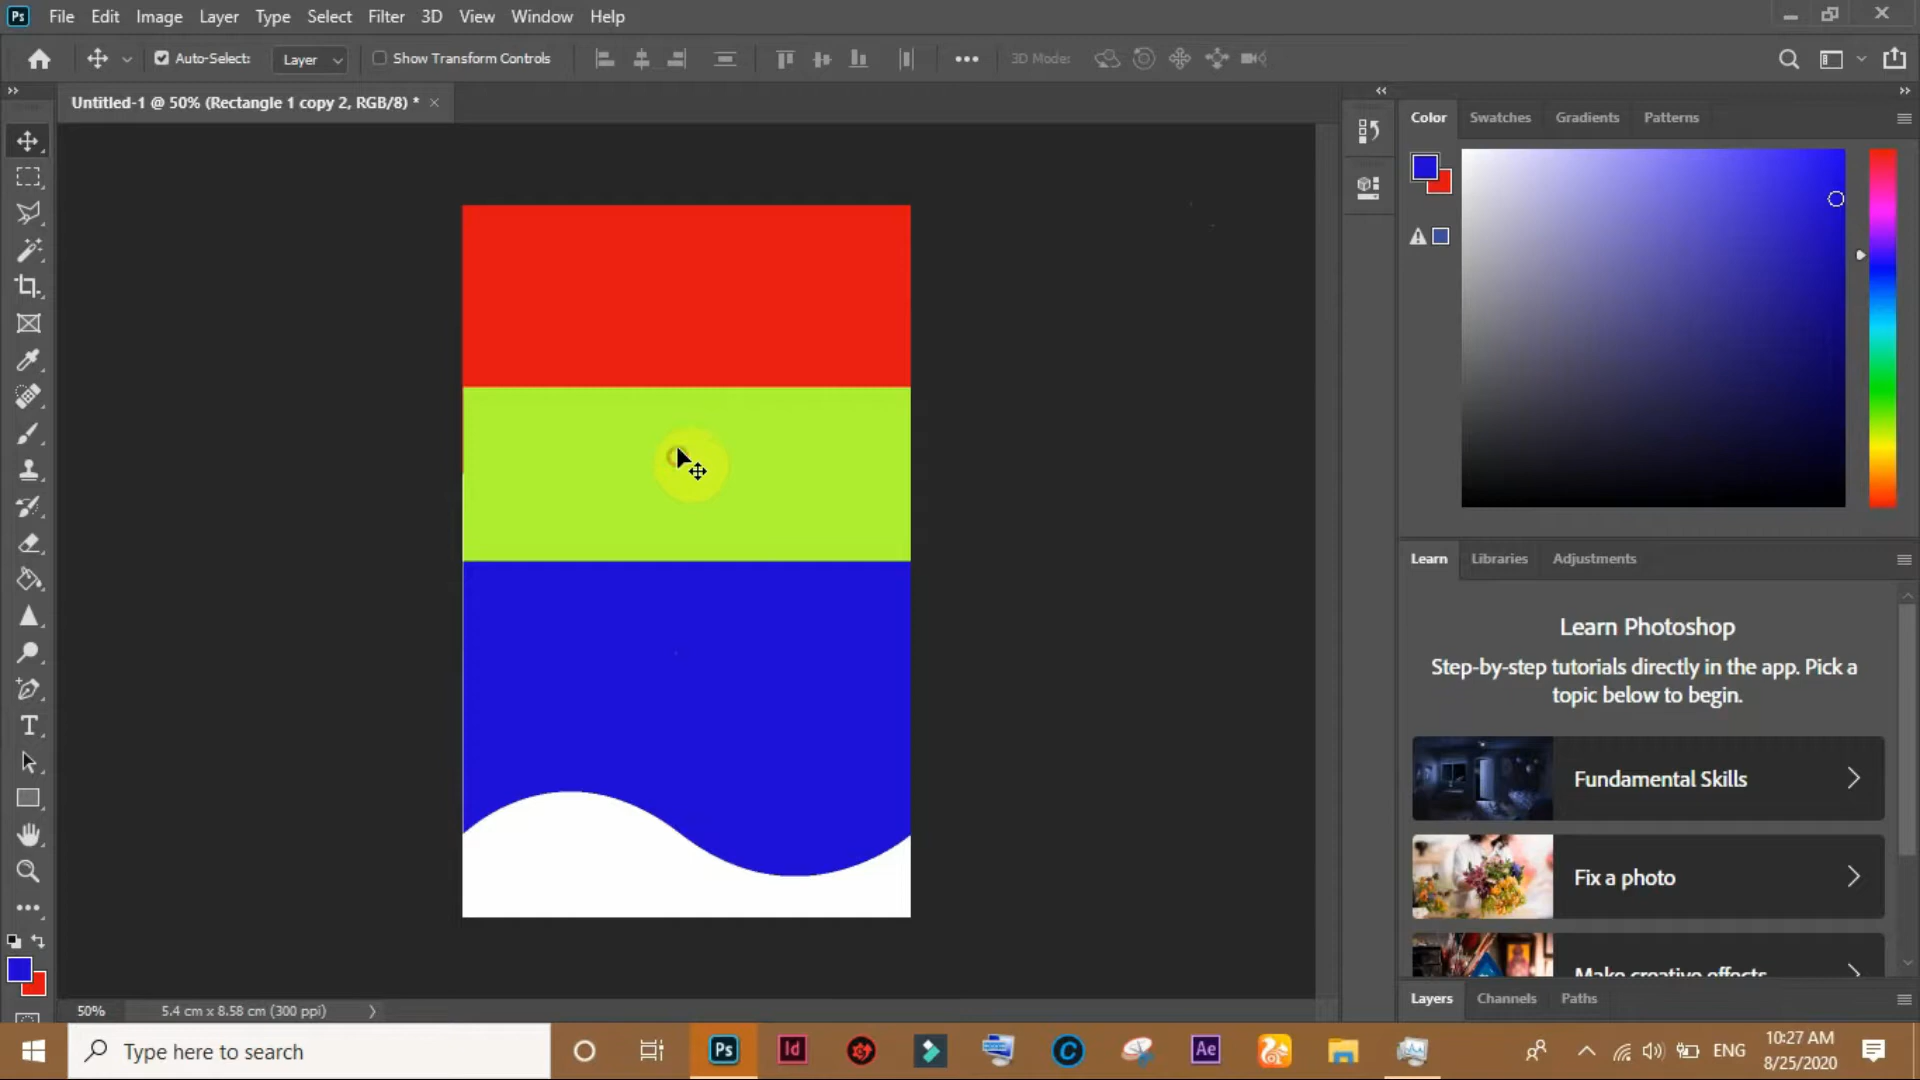 Ps File Edit Image Layer Type Select Filter 3D View Window Help
Auto-Select: Layer Show Transform Controls 3D Mode:
Untitled-1 @ 50% (Rectangle 1 copy 2, RGB/8) *
Color Swatches Gradients Patterns
Learn Libraries Adjustments
Learn Photoshop
Step-by-step tutorials directly in the app. Pick a
topic below to begin.
Fundamental Skills
Fix a photo
Make creative effects
T
50% 5.4 cm x 8.58 cm (300 ppi)
Layers Channels Paths
Type here to search
Ps Id Ae ENG
10:27 AM
8/25/2020